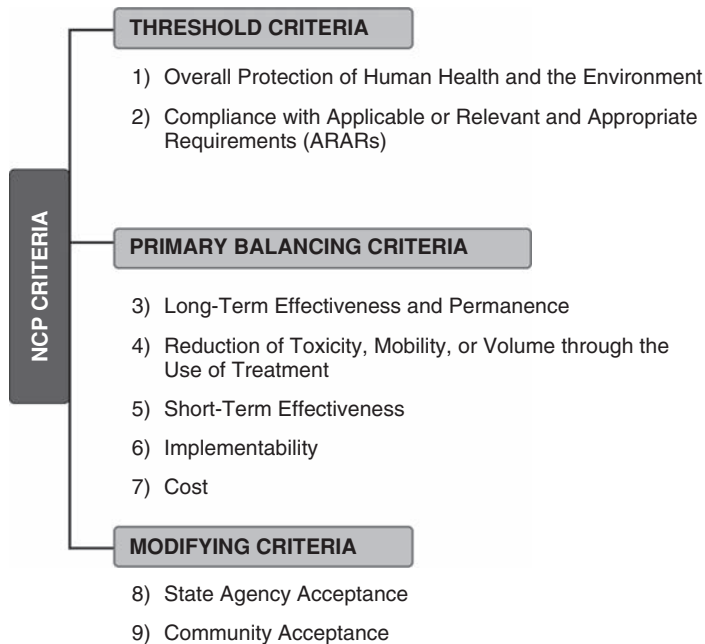 NCP CRITERIA
THRESHOLD CRITERIA
1) Overall Protection of Human Health and the Environment
2) Compliance with Applicable or Relevant and Appropriate
Requirements (ARARs)
PRIMARY BALANCING CRITERIA
3) Long-Term Effectiveness and Permanence
4) Reduction of Toxicity, Mobility, or Volume through the
Use of Treatment
5) Short-Term Effectiveness
6) Implementability
7) Cost
MODIFYING CRITERIA
8) State Agency Acceptance
9) Community Acceptance